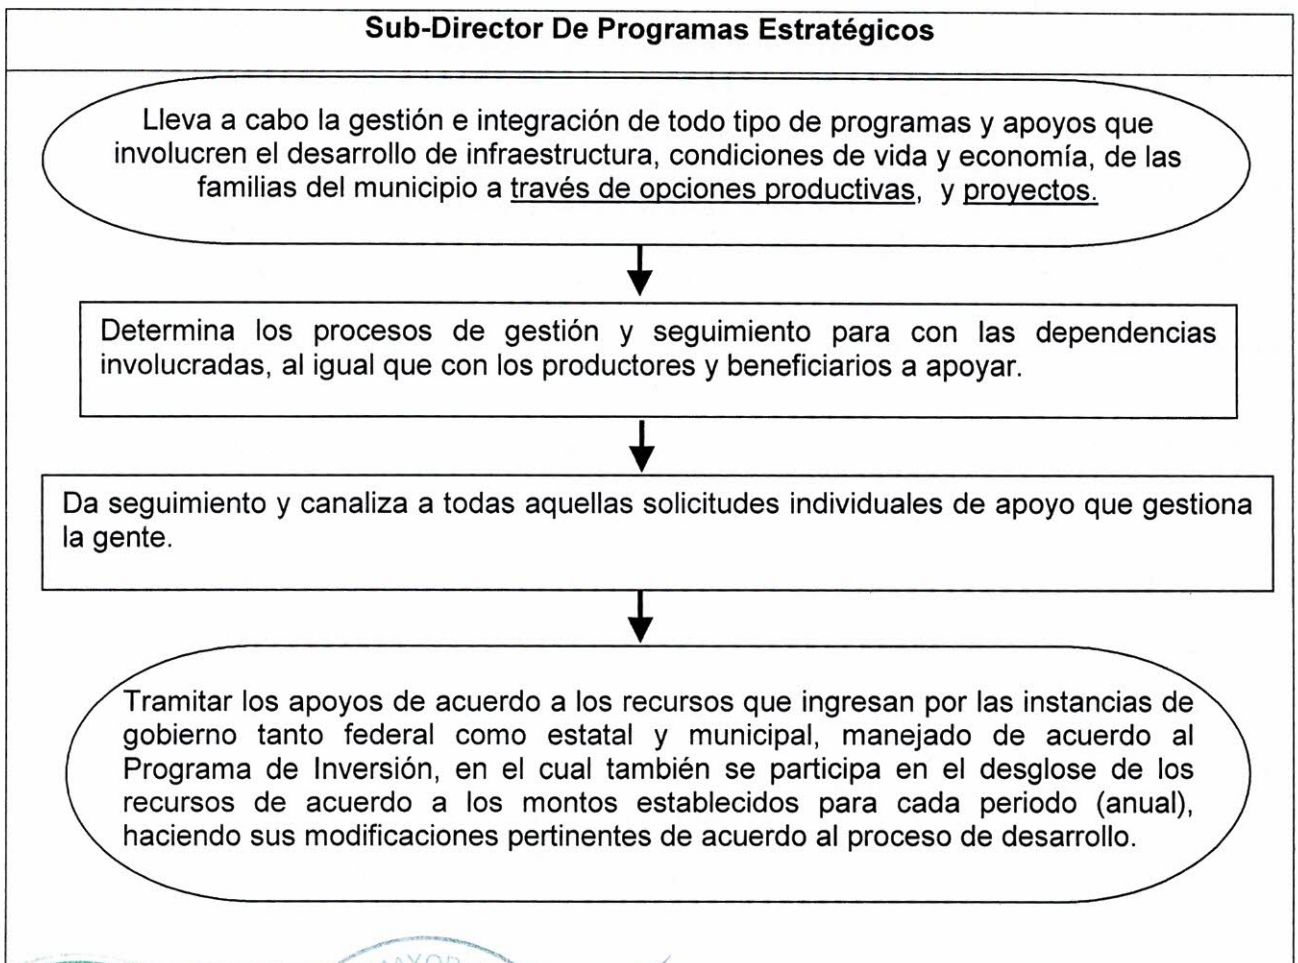 Sub-Director De Programas Estratégicos
Lleva a cabo la gestión e integración de todo tipo de programas y apoyos que
involucren el desarrollo de infraestructura, condiciones de vida y economía, de las
familias del municipio a través de opciones productivas, y proyectos.
Determina los procesos de gestión y seguimiento para con las dependencias
involucradas, al igual que con los productores y beneficiarios a apoyar.
Da seguimiento y canaliza a todas aquellas solicitudes individuales de apoyo que gestiona
la gente.
Tramitar los apoyos de acuerdo a los recursos que ingresan por las instancias de
gobierno tanto federal como estatal y municipal, manejado de acuerdo al
Programa de Inversión, en el cual también se participa en el desglose de los
recursos de acuerdo a los montos establecidos para cada periodo (anual),
haciendo sus modificaciones pertinentes de acuerdo al proceso de desarrollo.
MAYOR